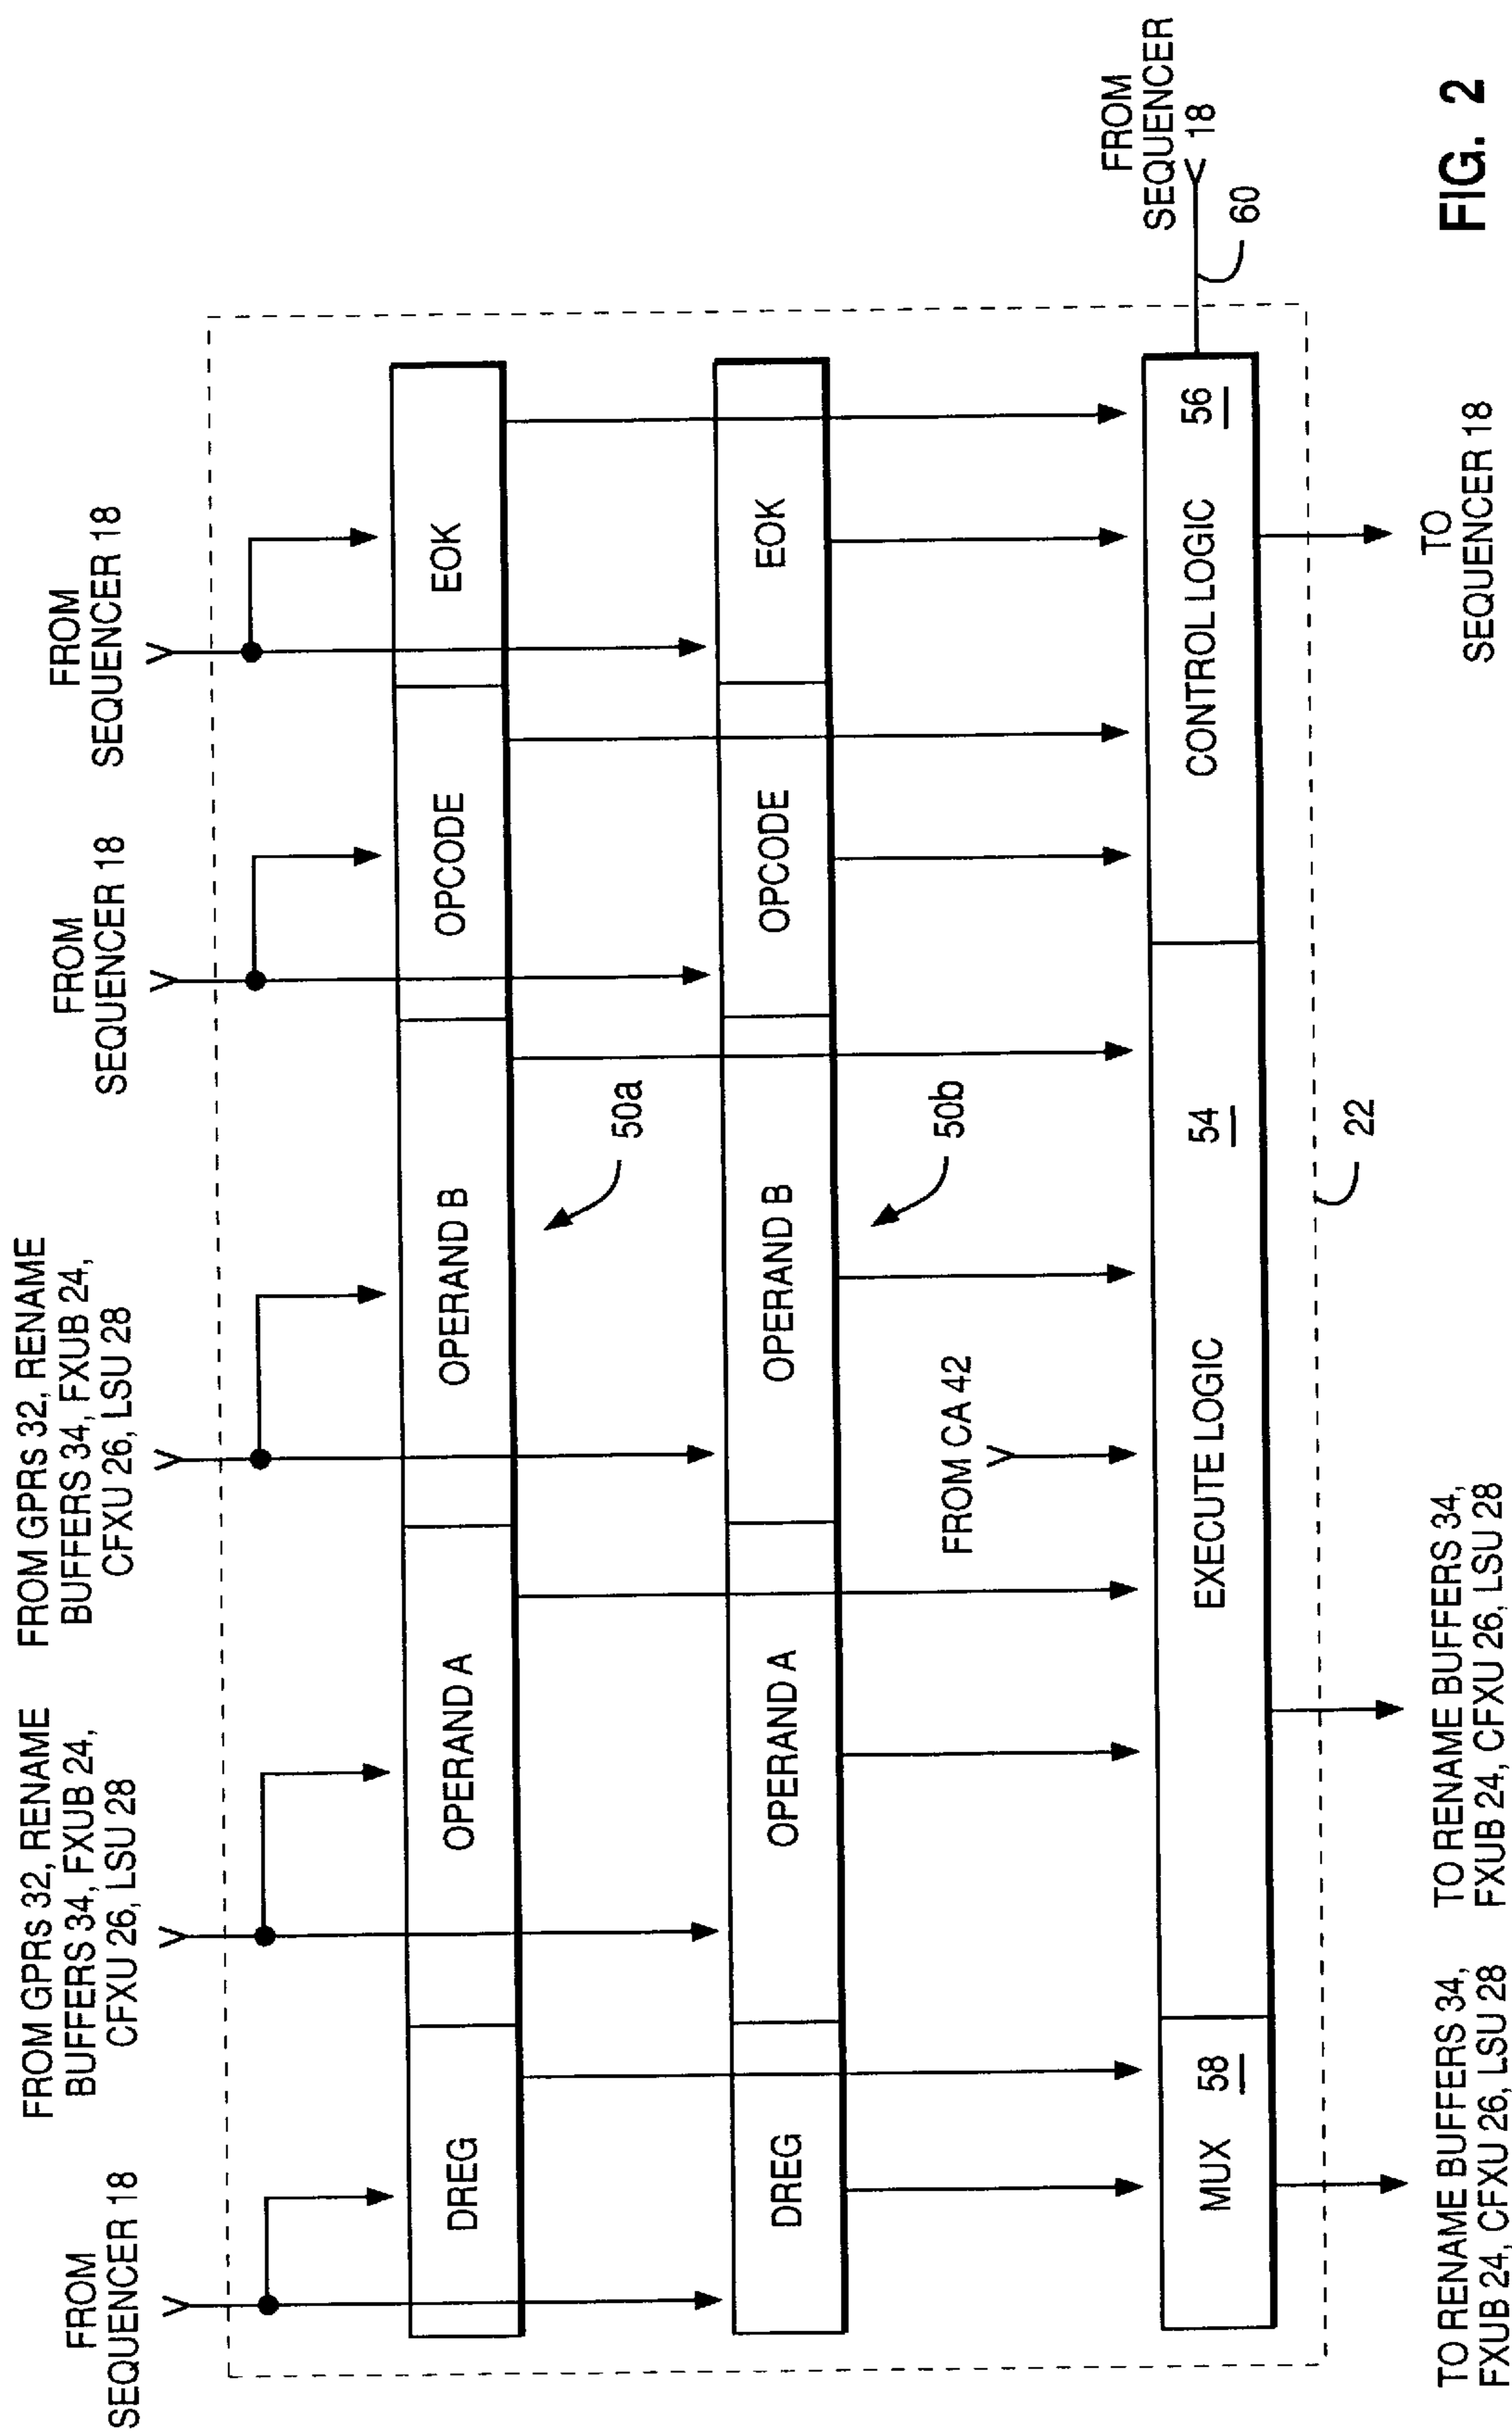 FROM
SEQUENCER 18
FROM GPRs 32, RENAME
BUFFERS 34, FXUB 24,
CFXU 26, LSU 28
FROM GPRs 32, RENAME
BUFFERS 34, FXUB 24,
CFXU 26, LSU 28
FROM
SEQUENCER 18
FROM
SEQUENCER 18
DREG
OPERAND A
OPERAND B
OPCODE
EOK
50a
DREG
OPERAND A
OPERAND B
OPCODE
EOK
50b
FROM CA 42
FROM
SEQUENCER
18
60
MUX 58
EXECUTE LOGIC 54
CONTROL LOGIC 56
22
TO RENAME BUFFERS 34,
FXUB 24, CFXU 26, LSU 28
TO RENAME BUFFERS 34,
FXUB 24, CFXU 26, LSU 28
TO
SEQUENCER 18
FIG. 2